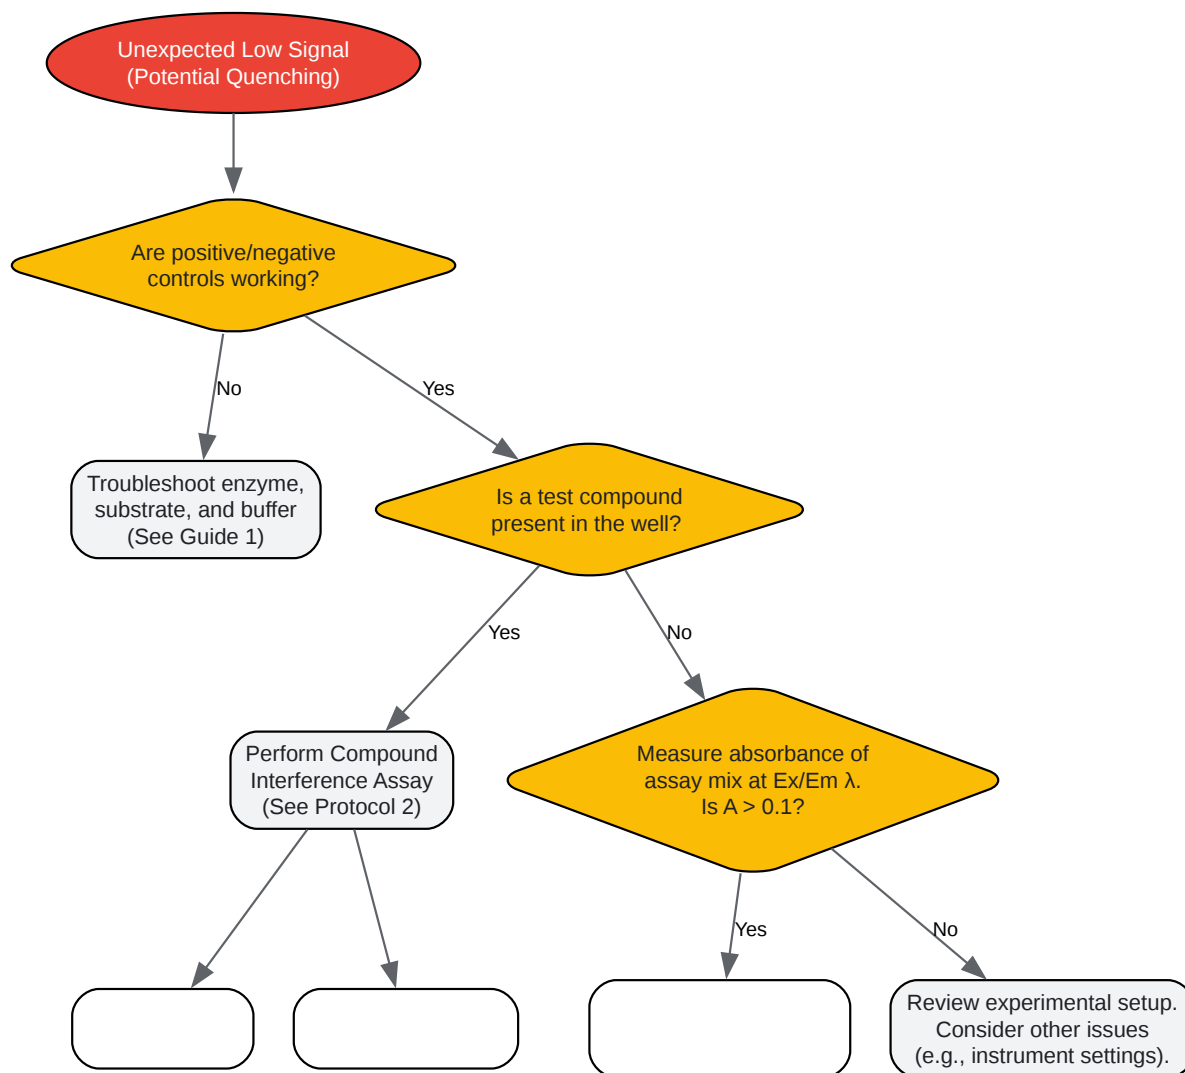 Unexpected Low Signal
(Potential Quenching)
Are positive/negative
controls working?
No
Yes
Troubleshoot enzyme,
substrate, and buffer
(See Guide 1)
Is a test compound
present in the well?
Yes
No
Perform Compound
Interference Assay
(See Protocol 2)
Measure absorbance of
assay mix at Ex/Em λ.
Is A > 0.1?
Yes
No
Review experimental setup.
Consider other issues
(e.g., instrument settings).